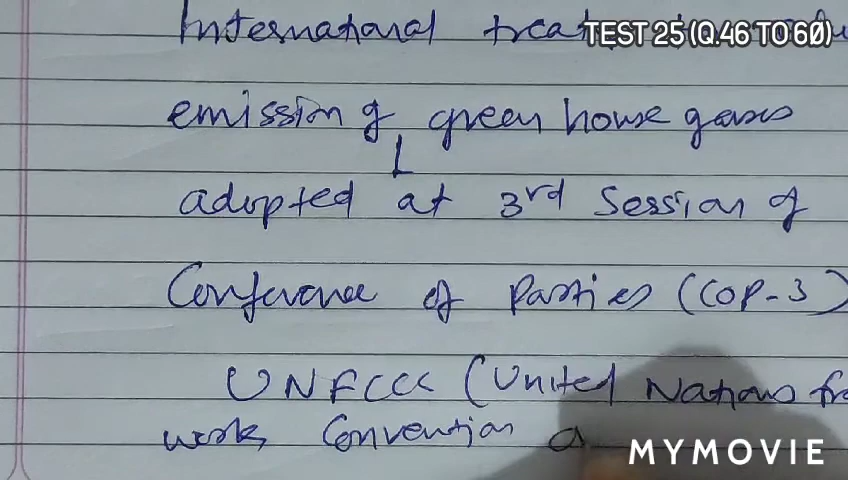 International treat
TEST 25 (Q.46 TO 60)
emission of green house gases
adopted at 3rd Session of
Conference of Parties (COP-3)
UNFCCC (United Nations fra
work Convention
MYMOVIE